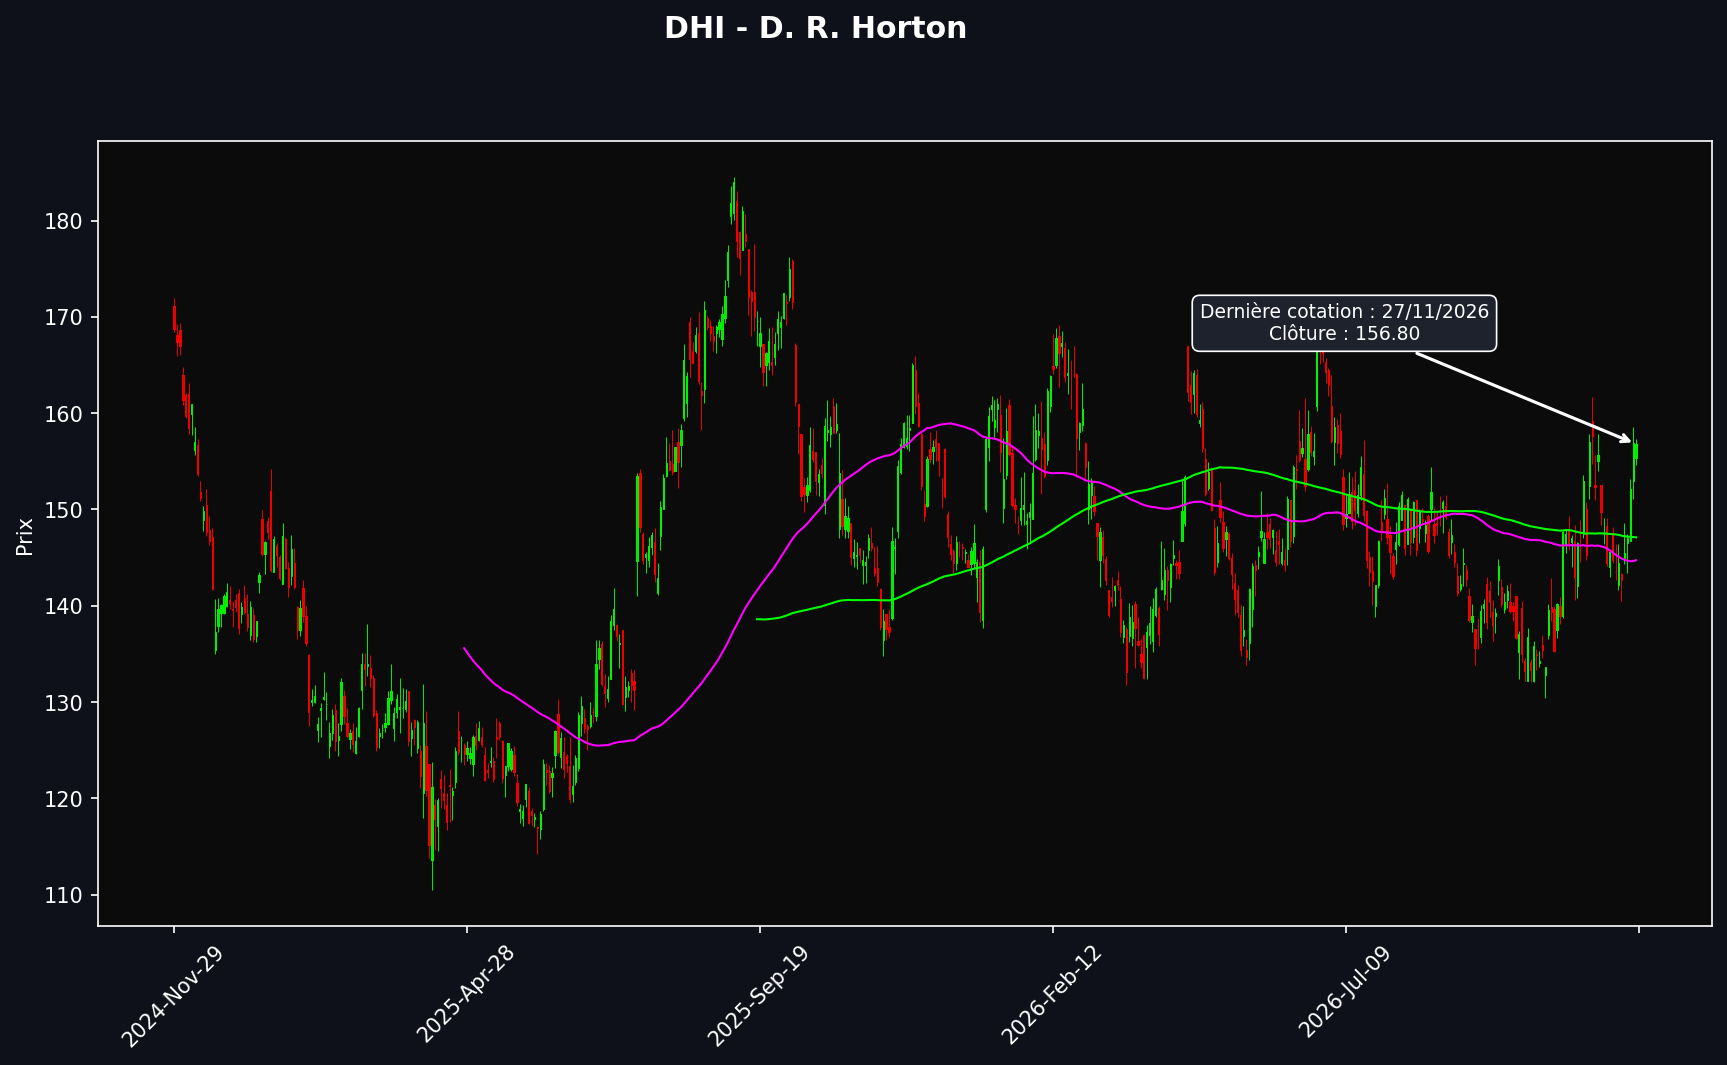 DHI - D. R. Horton
Prix
180
170
160
150
140
130
120
110
Dernière cotation : 27/11/2026
Clôture : 156.80
2024-Nov-29
2025-Apr-28
2025-Sep-19
2026-Feb-12
2026-Jul-09